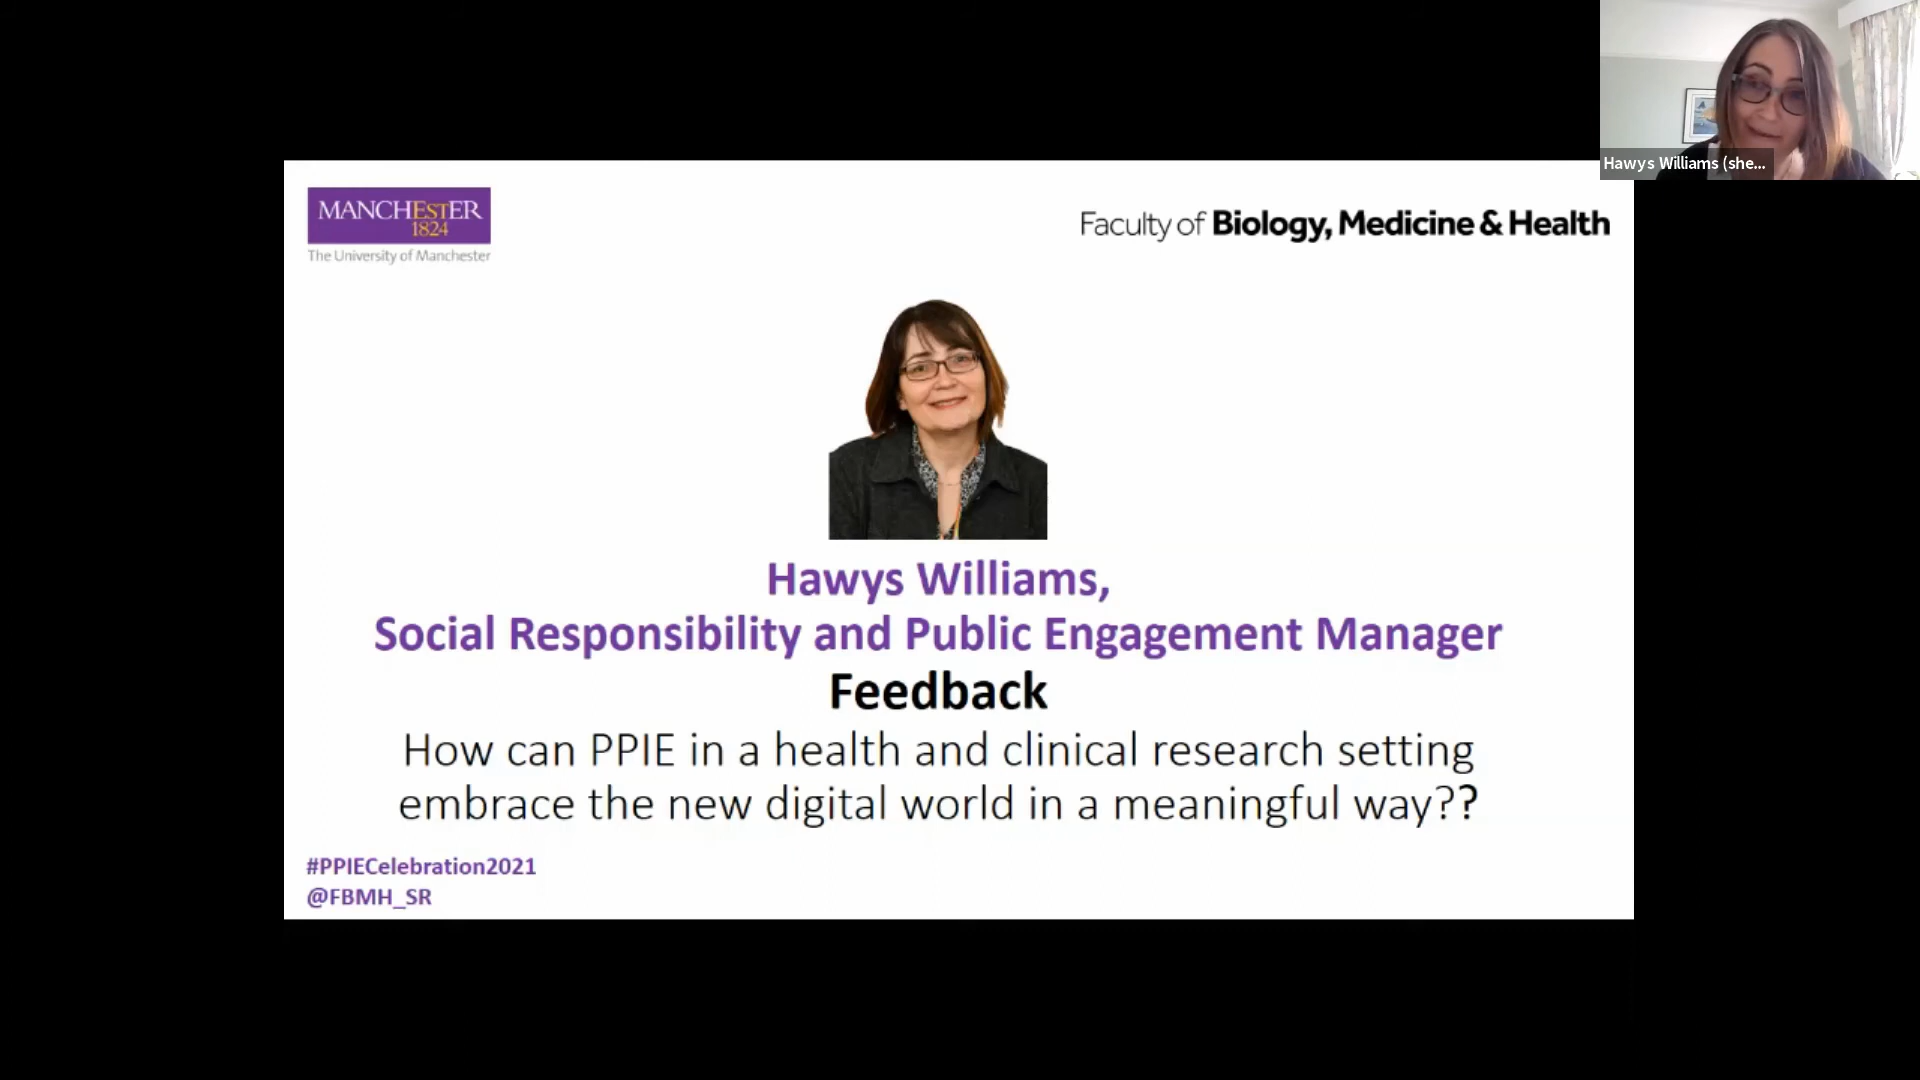 Hawys Williams (she...
MANCHESTER
1824
The University of Manchester
Faculty of Biology, Medicine & Health
Hawys Williams,
Social Responsibility and Public Engagement Manager
Feedback
How can PPIE in a health and clinical research setting
embrace the new digital world in a meaningful way??
#PPIECelebration2021
@FBMH_SR